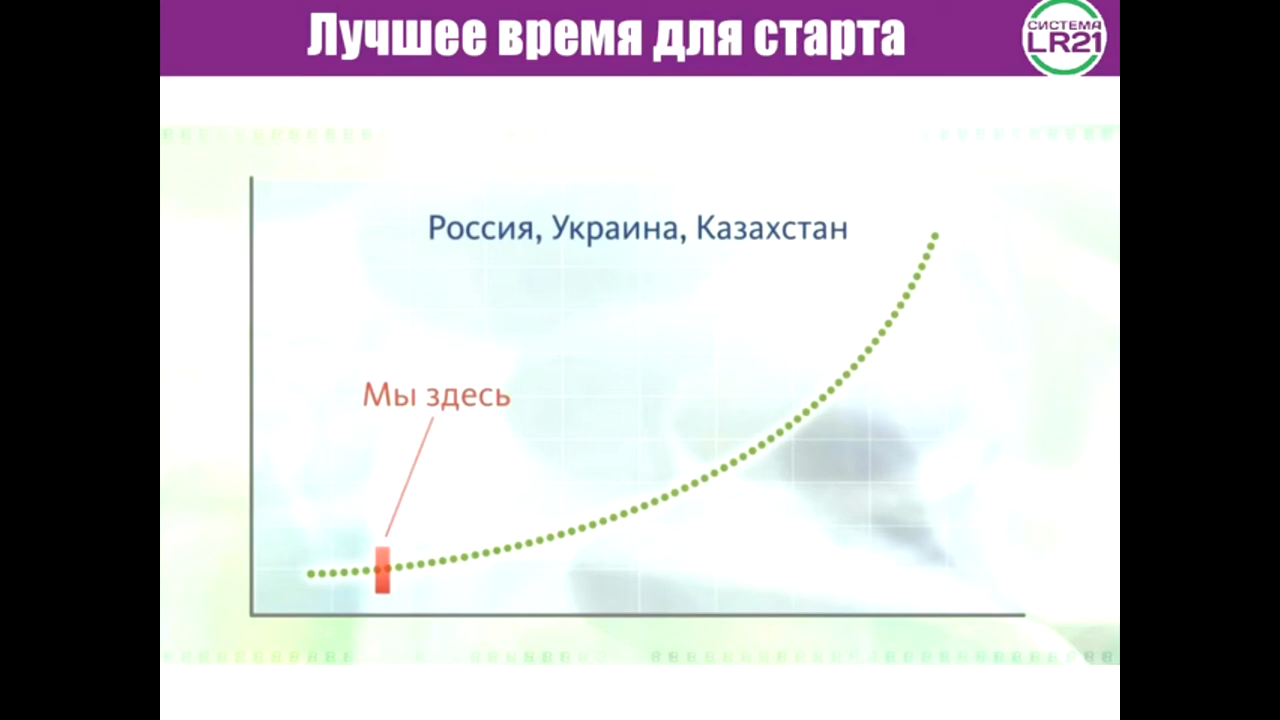 Лучшее время для старта
СИСТЕМА
LR21
Россия, Украина, Казахстан
Мы здесь